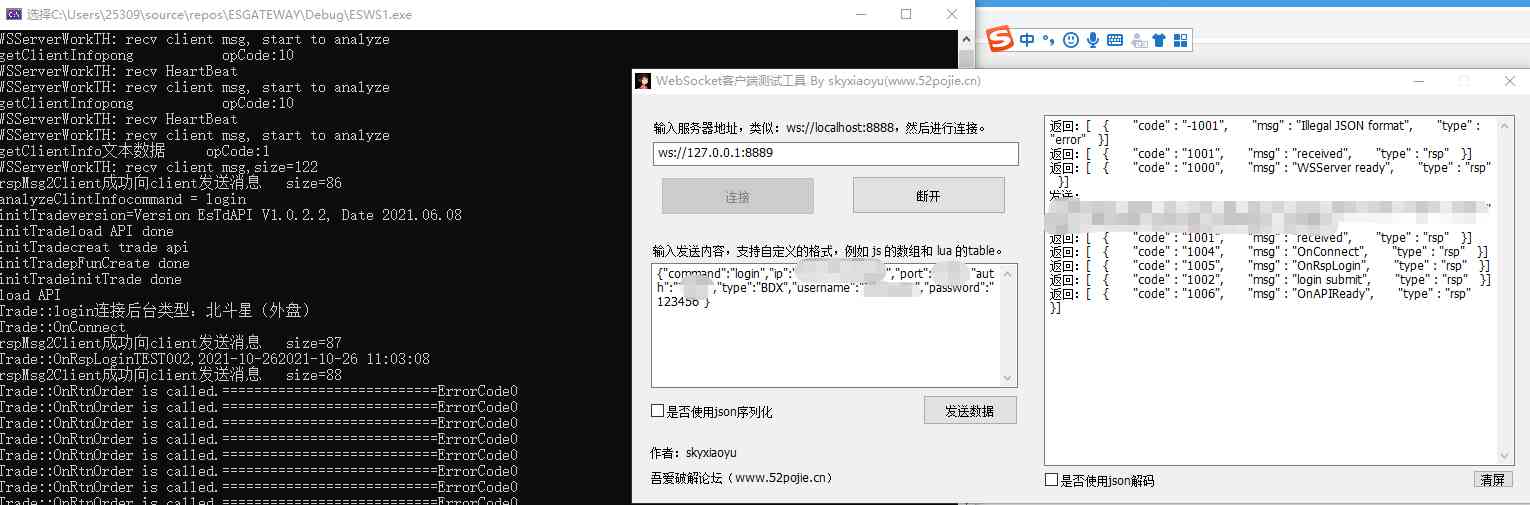 选择C:\Users\25309\source\repos\ESGATEWAY\Debug\ESWS1.exe
WSServerWorkTH: recv client msg, start to analyze
getClientInfopong opCode:10
WSServerWorkTH: recv HeartBeat
WSServerWorkTH: recv client msg, start to analyze
getClientInfopong opCode:10
WSServerWorkTH: recv HeartBeat
WSServerWorkTH: recv client msg, start to analyze
getClientInfo文本数据 opCode:1
WSServerWorkTH: recv client msg,size=122
rspMsg2Client成功向client发送消息 size=86
analyzeClintInfocommand = login
initTradeversion=Version EsTdAPI V1.0.2.2, Date 2021.06.08
initTradeload API done
initTradecreat trade api
initTradepFunCreate done
initTradeinitTrade done
load API
Trade::login连接后台类型: 北斗星（外盘）
Trade::OnConnect
rspMsg2Client成功向client发送消息 size=87
Trade::OnRspLoginTEST002,2021-10-262021-10-26 11:03:08
rspMsg2Client成功向client发送消息 size=88
Trade::OnRtnOrder is called.===========================ErrorCode0
Trade::OnRtnOrder is called.===========================ErrorCode0
Trade::OnRtnOrder is called.===========================ErrorCode0
Trade::OnRtnOrder is called.===========================ErrorCode0
Trade::OnRtnOrder is called.===========================ErrorCode0
Trade::OnRtnOrder is called.===========================ErrorCode0
Trade::OnRtnOrder is called.===========================ErrorCode0
Trade::OnRtnOrder is called.===========================ErrorCode0
S 中
WebSocket客户端测试工具 By skyxiaoyu(www.52pojie.cn)
输入服务器地址，类似：ws://localhost:8888，然后进行连接。
ws://127.0.0.1:8889
连接 断开
输入发送内容，支持自定义的格式，例如 js 的数组和 lua 的table。
{"command":"login","ip":" ","port": "aut
h":" ","type":"BDX","username":" ,"password":"
123456"}
是否使用json序列化 发送数据
作者：skyxiaoyu
吾爱破解论坛（www.52pojie.cn）
返回: [ { "code" : "-1001", "msg" : "Illegal JSON format", "type" :
"error" }]
返回: [ { "code" : "1001", "msg" : "received", "type" : "rsp" }]
返回: [ { "code" : "1000", "msg" : "WSServer ready", "type" : "rsp"
}]
发送:
返回: [ { "code" : "1001", "msg" : "received", "type" : "rsp" }]
返回: [ { "code" : "1004", "msg" : "OnConnect", "type" : "rsp" }]
返回: [ { "code" : "1005", "msg" : "OnRspLogin", "type" : "rsp" }]
返回: [ { "code" : "1002", "msg" : "login submit", "type" : "rsp" }]
返回: [ { "code" : "1006", "msg" : "OnAPIReady", "type" : "rsp"
}]
是否使用json解码 清屏